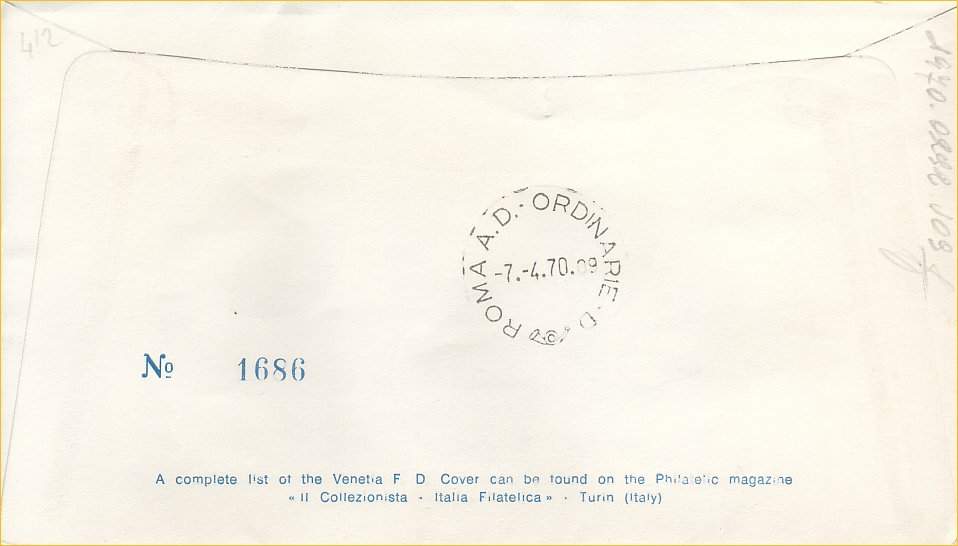 412
ROMA A.D. - ORDINARIE - D.C.
-7.-4.70.09
No 1686
A complete list of the Venetia F D Cover can be found on the Philatelic magazine
« Il Collezionista - Italia Filatelica » - Turin (Italy)